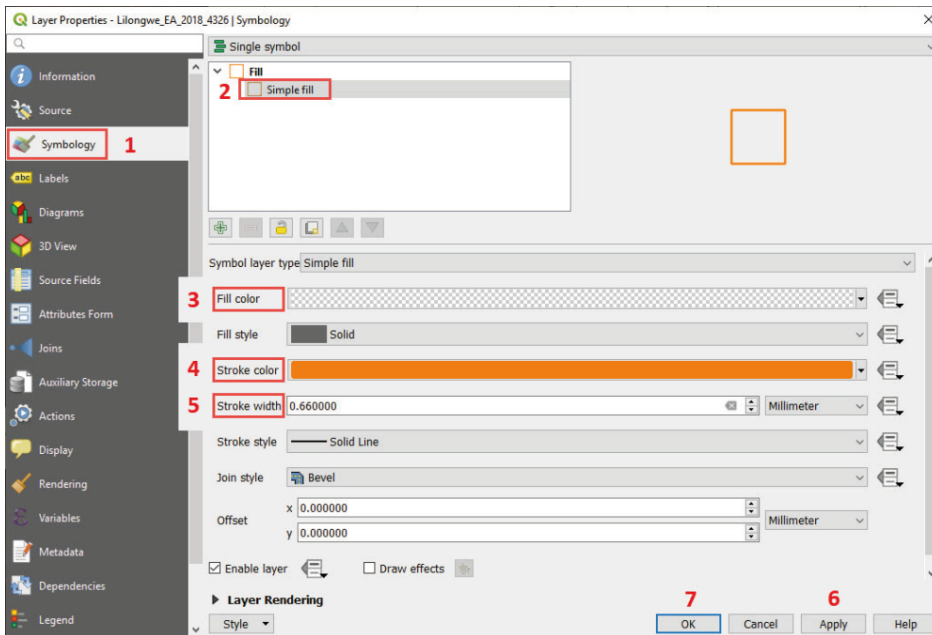 Layer Properties - Lilongwe_EA_2018_4326 | Symbology
Single symbol
Information
Source
Symbology
1
Labels
Diagrams
3D View
Source Fields
Attributes Form
Joins
Auxiliary Storage
Actions
Display
Rendering
Variables
Metadata
Dependencies
Legend
Fill
2
Simple fill
Symbol layer type Simple fill
3 Fill color
Fill style Solid
4 Stroke color
5 Stroke width 0.660000 Millimeter
Stroke style Solid Line
Join style Bevel
Offset
x 0.000000
y 0.000000
Millimeter
Enable layer
Draw effects
Layer Rendering
7
6
Style
OK
Cancel
Apply
Help
abc